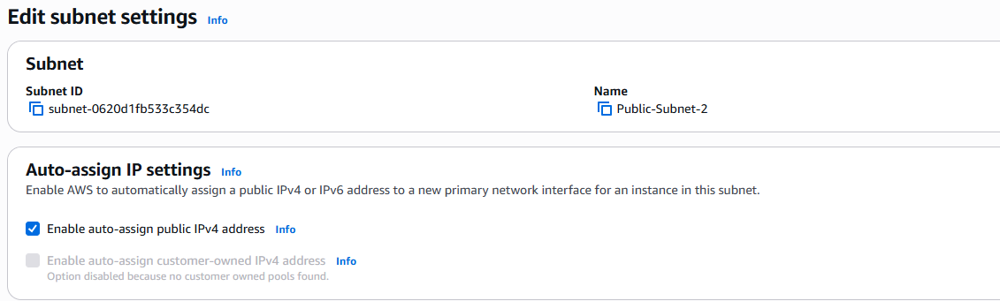 Edit subnet settings Info
Subnet
Subnet ID Name
subnet-0620d1fb533c354dc Public-Subnet-2
Auto-assign IP settings Info
Enable AWS to automatically assign a public IPv4 or IPv6 address to a new primary network interface for an instance in this subnet.
Enable auto-assign public IPv4 address Info
Enable auto-assign customer-owned IPv4 address Info
Option disabled because no customer owned pools found.